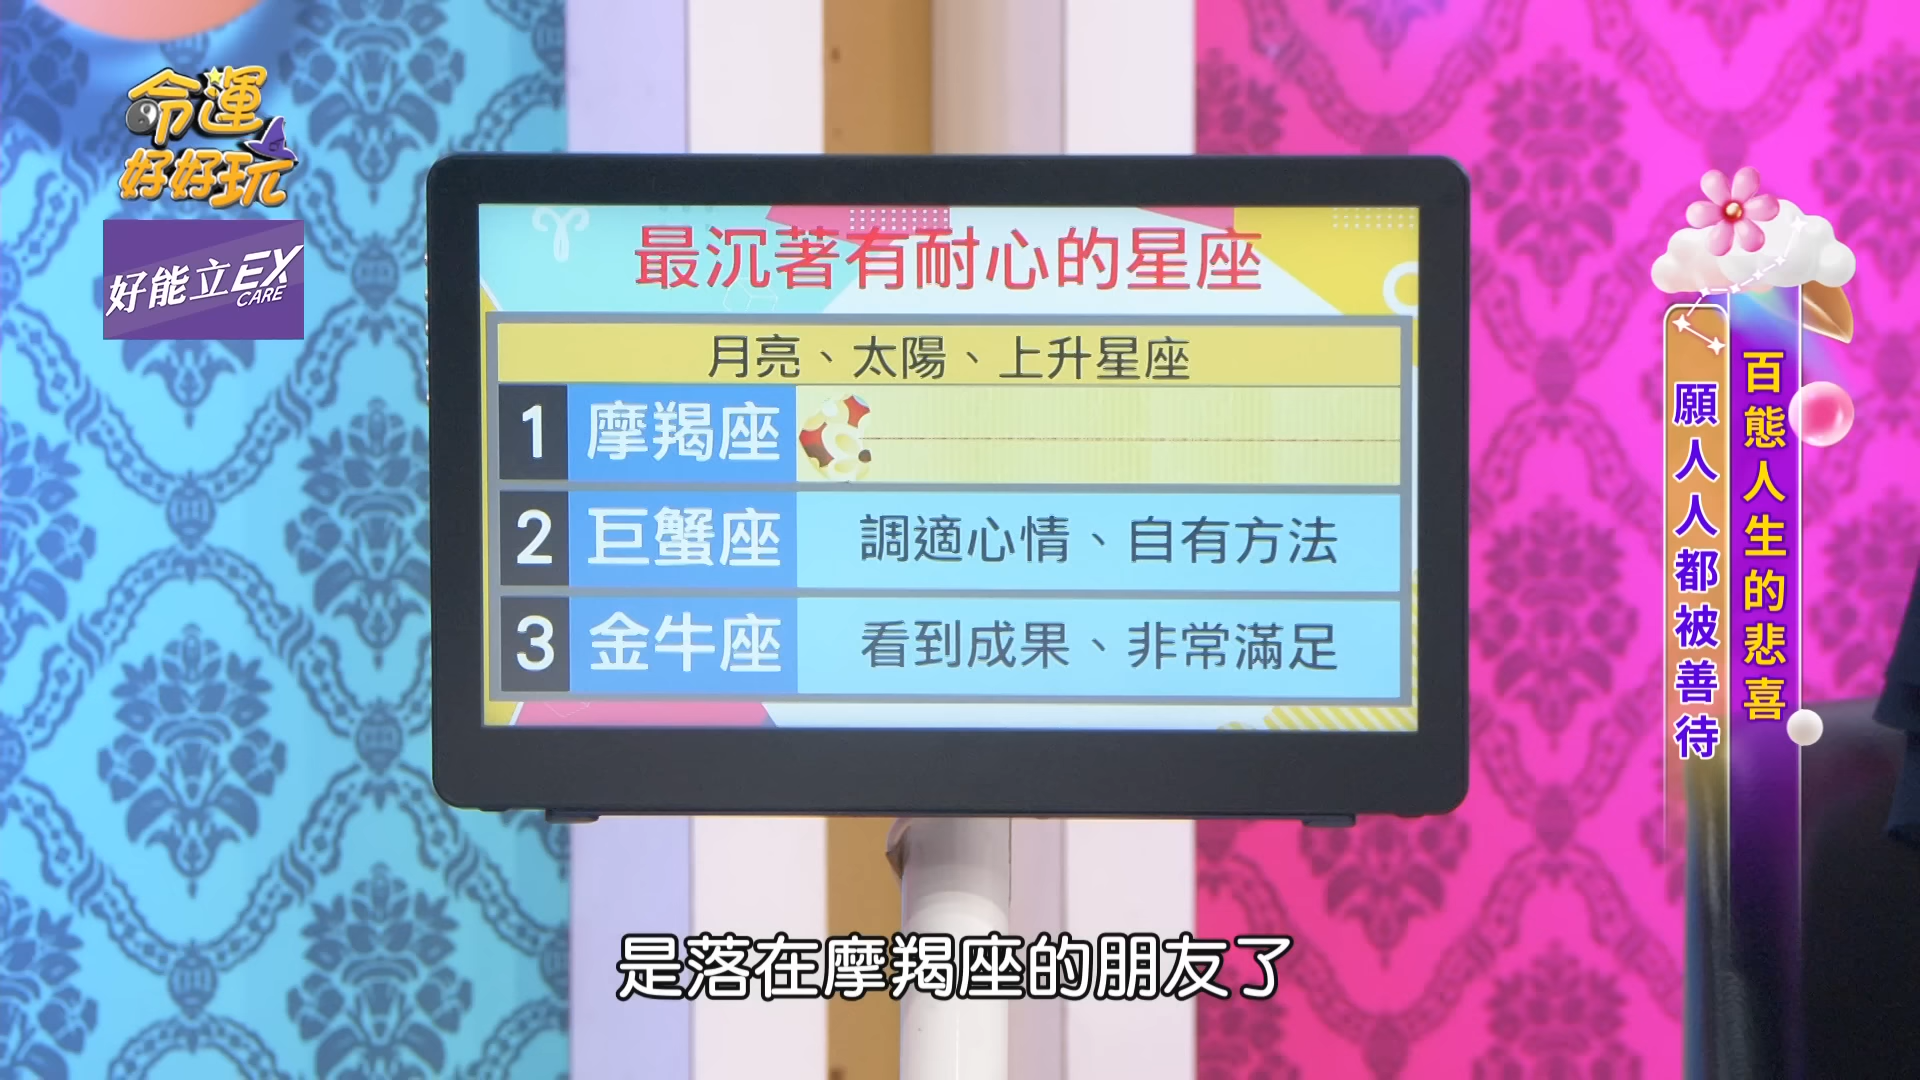 命運
好好玩
好能立EX
CARE
最沉著有耐心的星座
月亮、太陽、上升星座
1 摩羯座
2 巨蟹座 調適心情、自有方法
3 金牛座 看到成果、非常滿足
百態人生的悲喜
願人人都被善待
是落在摩羯座的朋友了